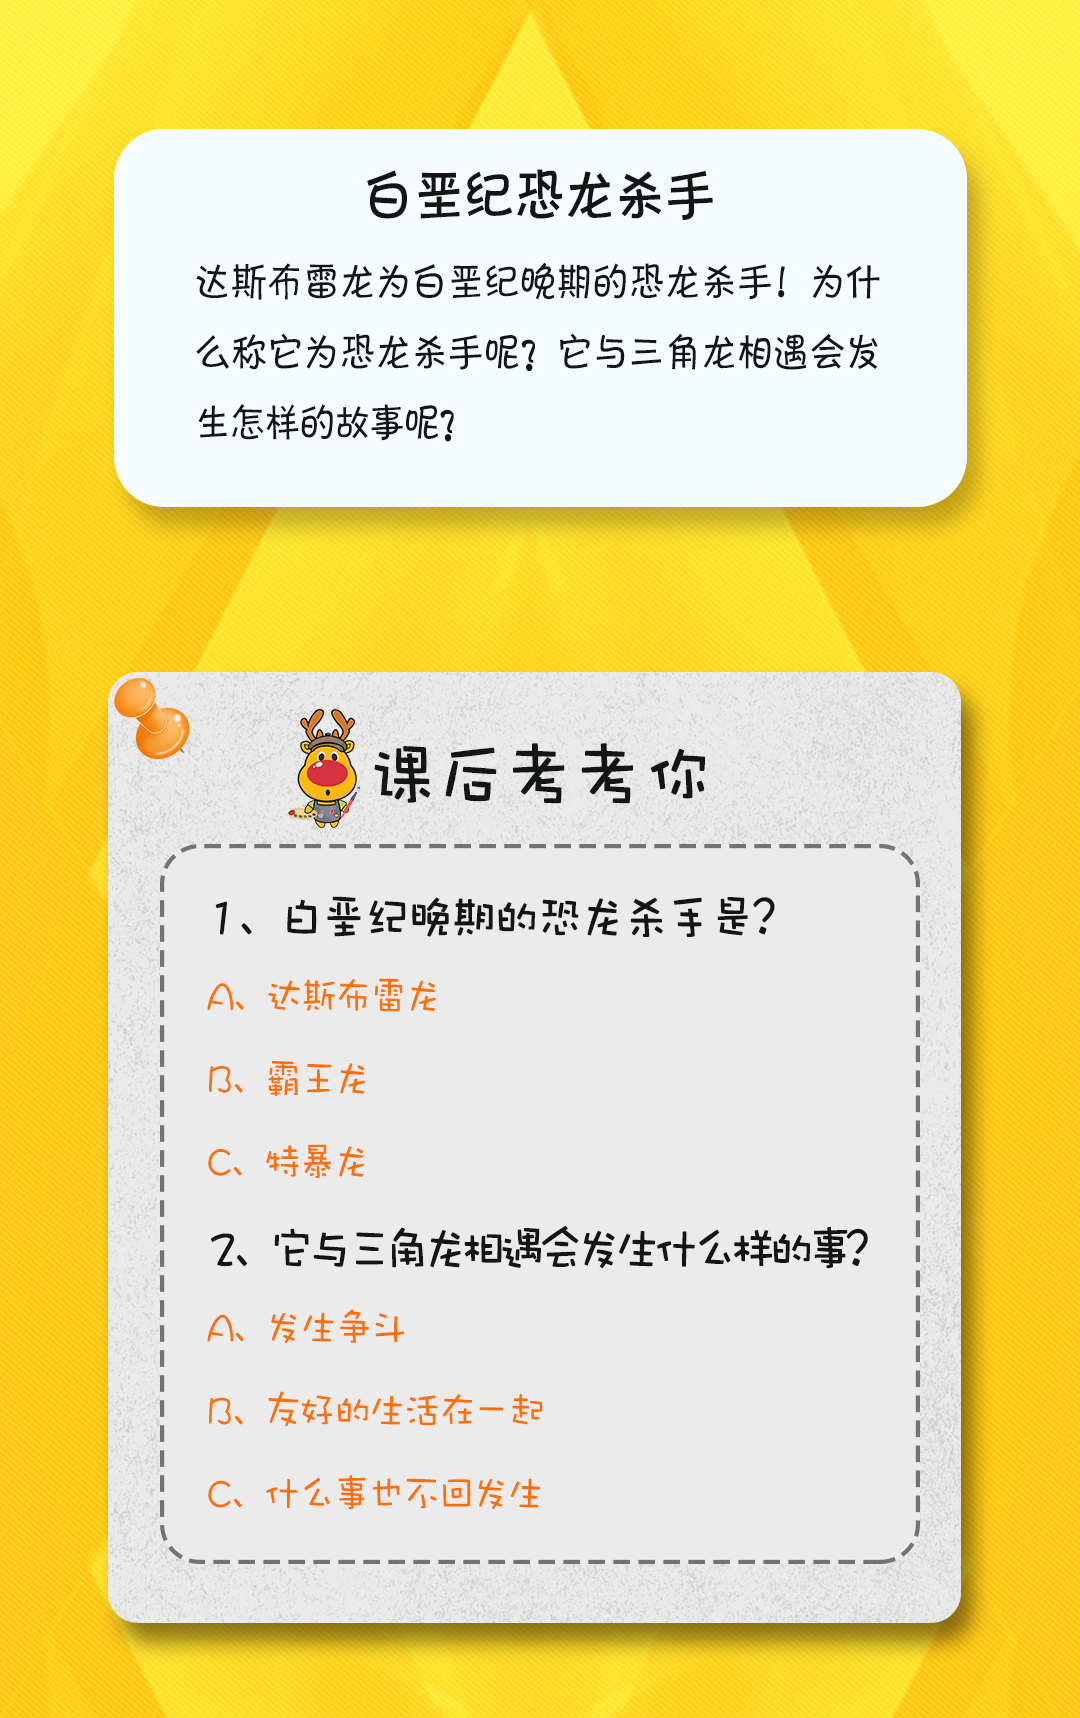 白垩纪恐龙杀手
达斯布雷龙为白垩纪晚期的恐龙杀手！为什
么称它为恐龙杀手呢？它与三角龙相遇会发
生怎样的故事呢？
课后考考你
1、白垩纪晚期的恐龙杀手是？
A、达斯布雷龙
B、霸王龙
C、特暴龙
2、它与三角龙相遇会发生什么样的事？
A、发生争斗
B、友好的生活在一起
C、什么事也不回发生